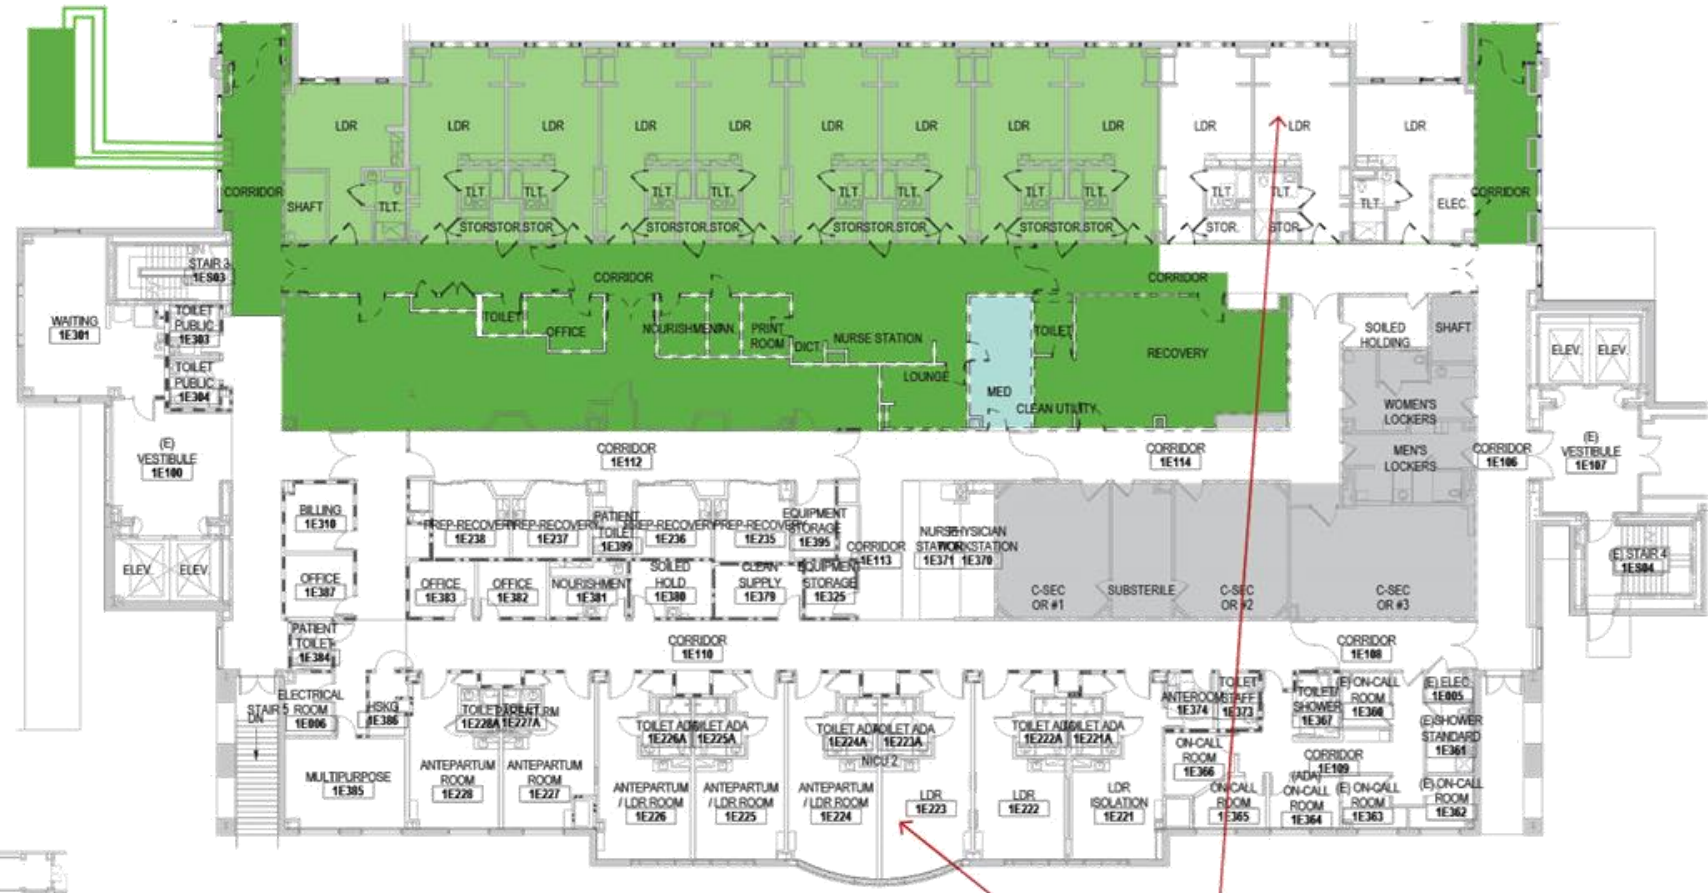 LDR
LDR
LDR
LDR
LDR
LDR
LDR
LDR
LDR
LDR
LDR
LDR
CORRIDOR
SHAFT
TLT.
TLT.
TLT.
TLT.
TLT.
TLT.
TLT.
TLT.
TLT.
TLT.
TLT.
TLT.
ELEC.
CORRIDOR
STOR.
STOR.
STOR.
STOR.
STOR.
STOR.
STOR.
STOR.
STOR.
STOR.
STOR.
STOR.
STOR.
STOR.
DN
STAIR 3
1ES03
CORRIDOR
CORRIDOR
WAITING
1E301
TOILET
PUBLIC
1E303
TOILET
PUBLIC
1E304
TOILET
OFFICE
NOURISHMENT
PRINT
ROOM
DICT.
NURSE STATION
LOUNGE
MED
TOILET
CLEAN UTILITY
RECOVERY
SOILED
HOLDING
SHAFT
WOMEN'S
LOCKERS
MEN'S
LOCKERS
ELEV.
ELEV.
(E)
VESTIBULE
1E100
CORRIDOR
1E112
CORRIDOR
1E114
CORRIDOR
1E106
(E)
VESTIBULE
1E107
BILLING
1E310
PREP-RECOVERY
1E238
PREP-RECOVERY
1E237
PATIENT
TOILET
1E399
PREP-RECOVERY
1E236
PREP-RECOVERY
1E235
EQUIPMENT
STORAGE
1E395
CORRIDOR
1E113
NURSE
STATION
1E371
PHYSICIAN
WORKSTATION
1E370
ELEV.
ELEV.
OFFICE
1E387
OFFICE
1E383
OFFICE
1E382
NOURISHMENT
1E381
SOILED
HOLD
1E380
CLEAN
SUPPLY
1E379
EQUIPMENT
STORAGE
1E325
C-SEC
OR #1
SUBSTERILE
C-SEC
OR #2
C-SEC
OR #3
(E) STAIR 4
1ES04
PATIENT
TOILET
1E384
CORRIDOR
1E110
CORRIDOR
1E108
ELECTRICAL
ROOM
1E006
STAIR 5
DN
HSKG
1E386
1E228A
1E227A
TOILET ADA
1E226A
TOILET ADA
1E225A
TOILET ADA
1E224A
TOILET ADA
1E223A
NICU 2
TOILET ADA
1E222A
TOILET ADA
1E221A
ANTEROOM
1E374
TOILET
STAFF
1E373
TOILET/
SHOWER
1E367
(E) ON-CALL
ROOM
1E360
(E) ELEC.
1E005
(E) SHOWER
STANDARD
1E361
MULTIPURPOSE
1E385
ANTEPARTUM
ROOM
1E228
ANTEPARTUM
ROOM
1E227
ANTEPARTUM
/ LDR ROOM
1E226
ANTEPARTUM
/ LDR ROOM
1E225
ANTEPARTUM
/ LDR ROOM
1E224
LDR
1E223
LDR
1E222
LDR
ISOLATION
1E221
ON-CALL
ROOM
1E366
CORRIDOR
1E109
ON-CALL
ROOM
1E365
(ADA)
ON-CALL
ROOM
1E364
(E) ON-CALL
ROOM
1E363
(E) ON-CALL
ROOM
1E362